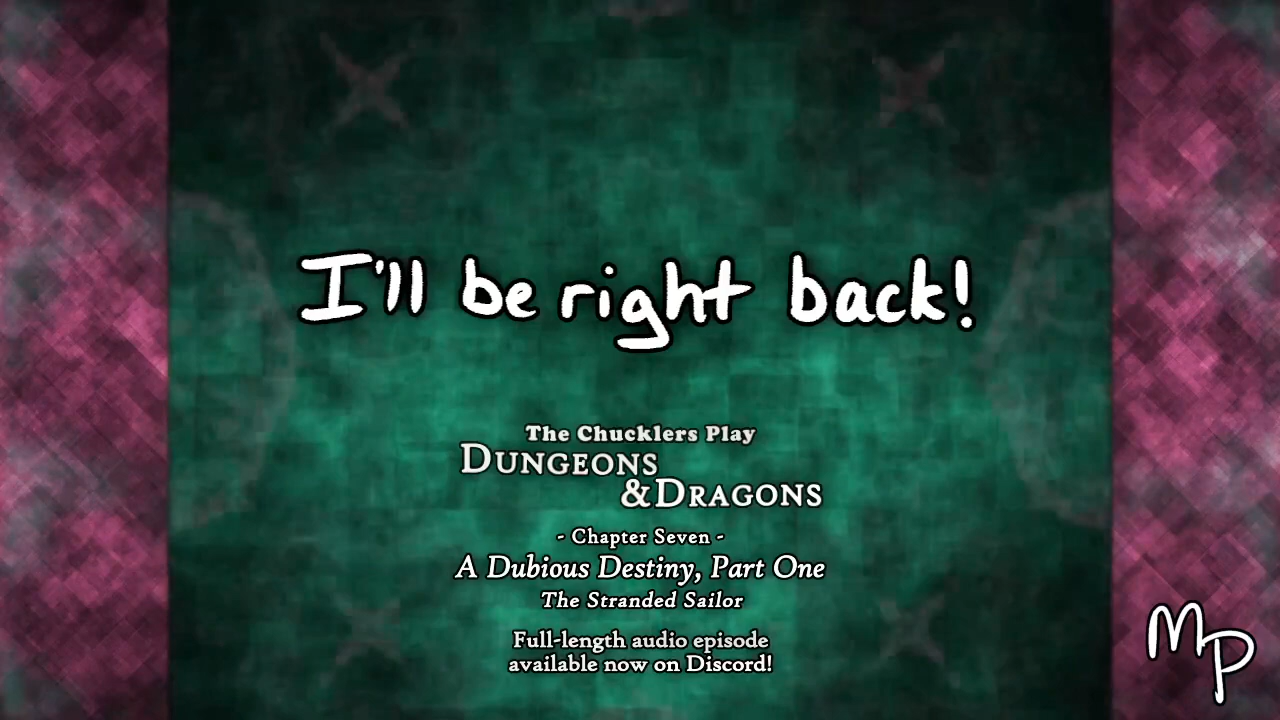 I'll be right back!
The Chucklers Play
DUNGEONS
&DRAGONS
- Chapter Seven -
A Dubious Destiny, Part One
The Stranded Sailor
Full-length audio episode
available now on Discord!
MP